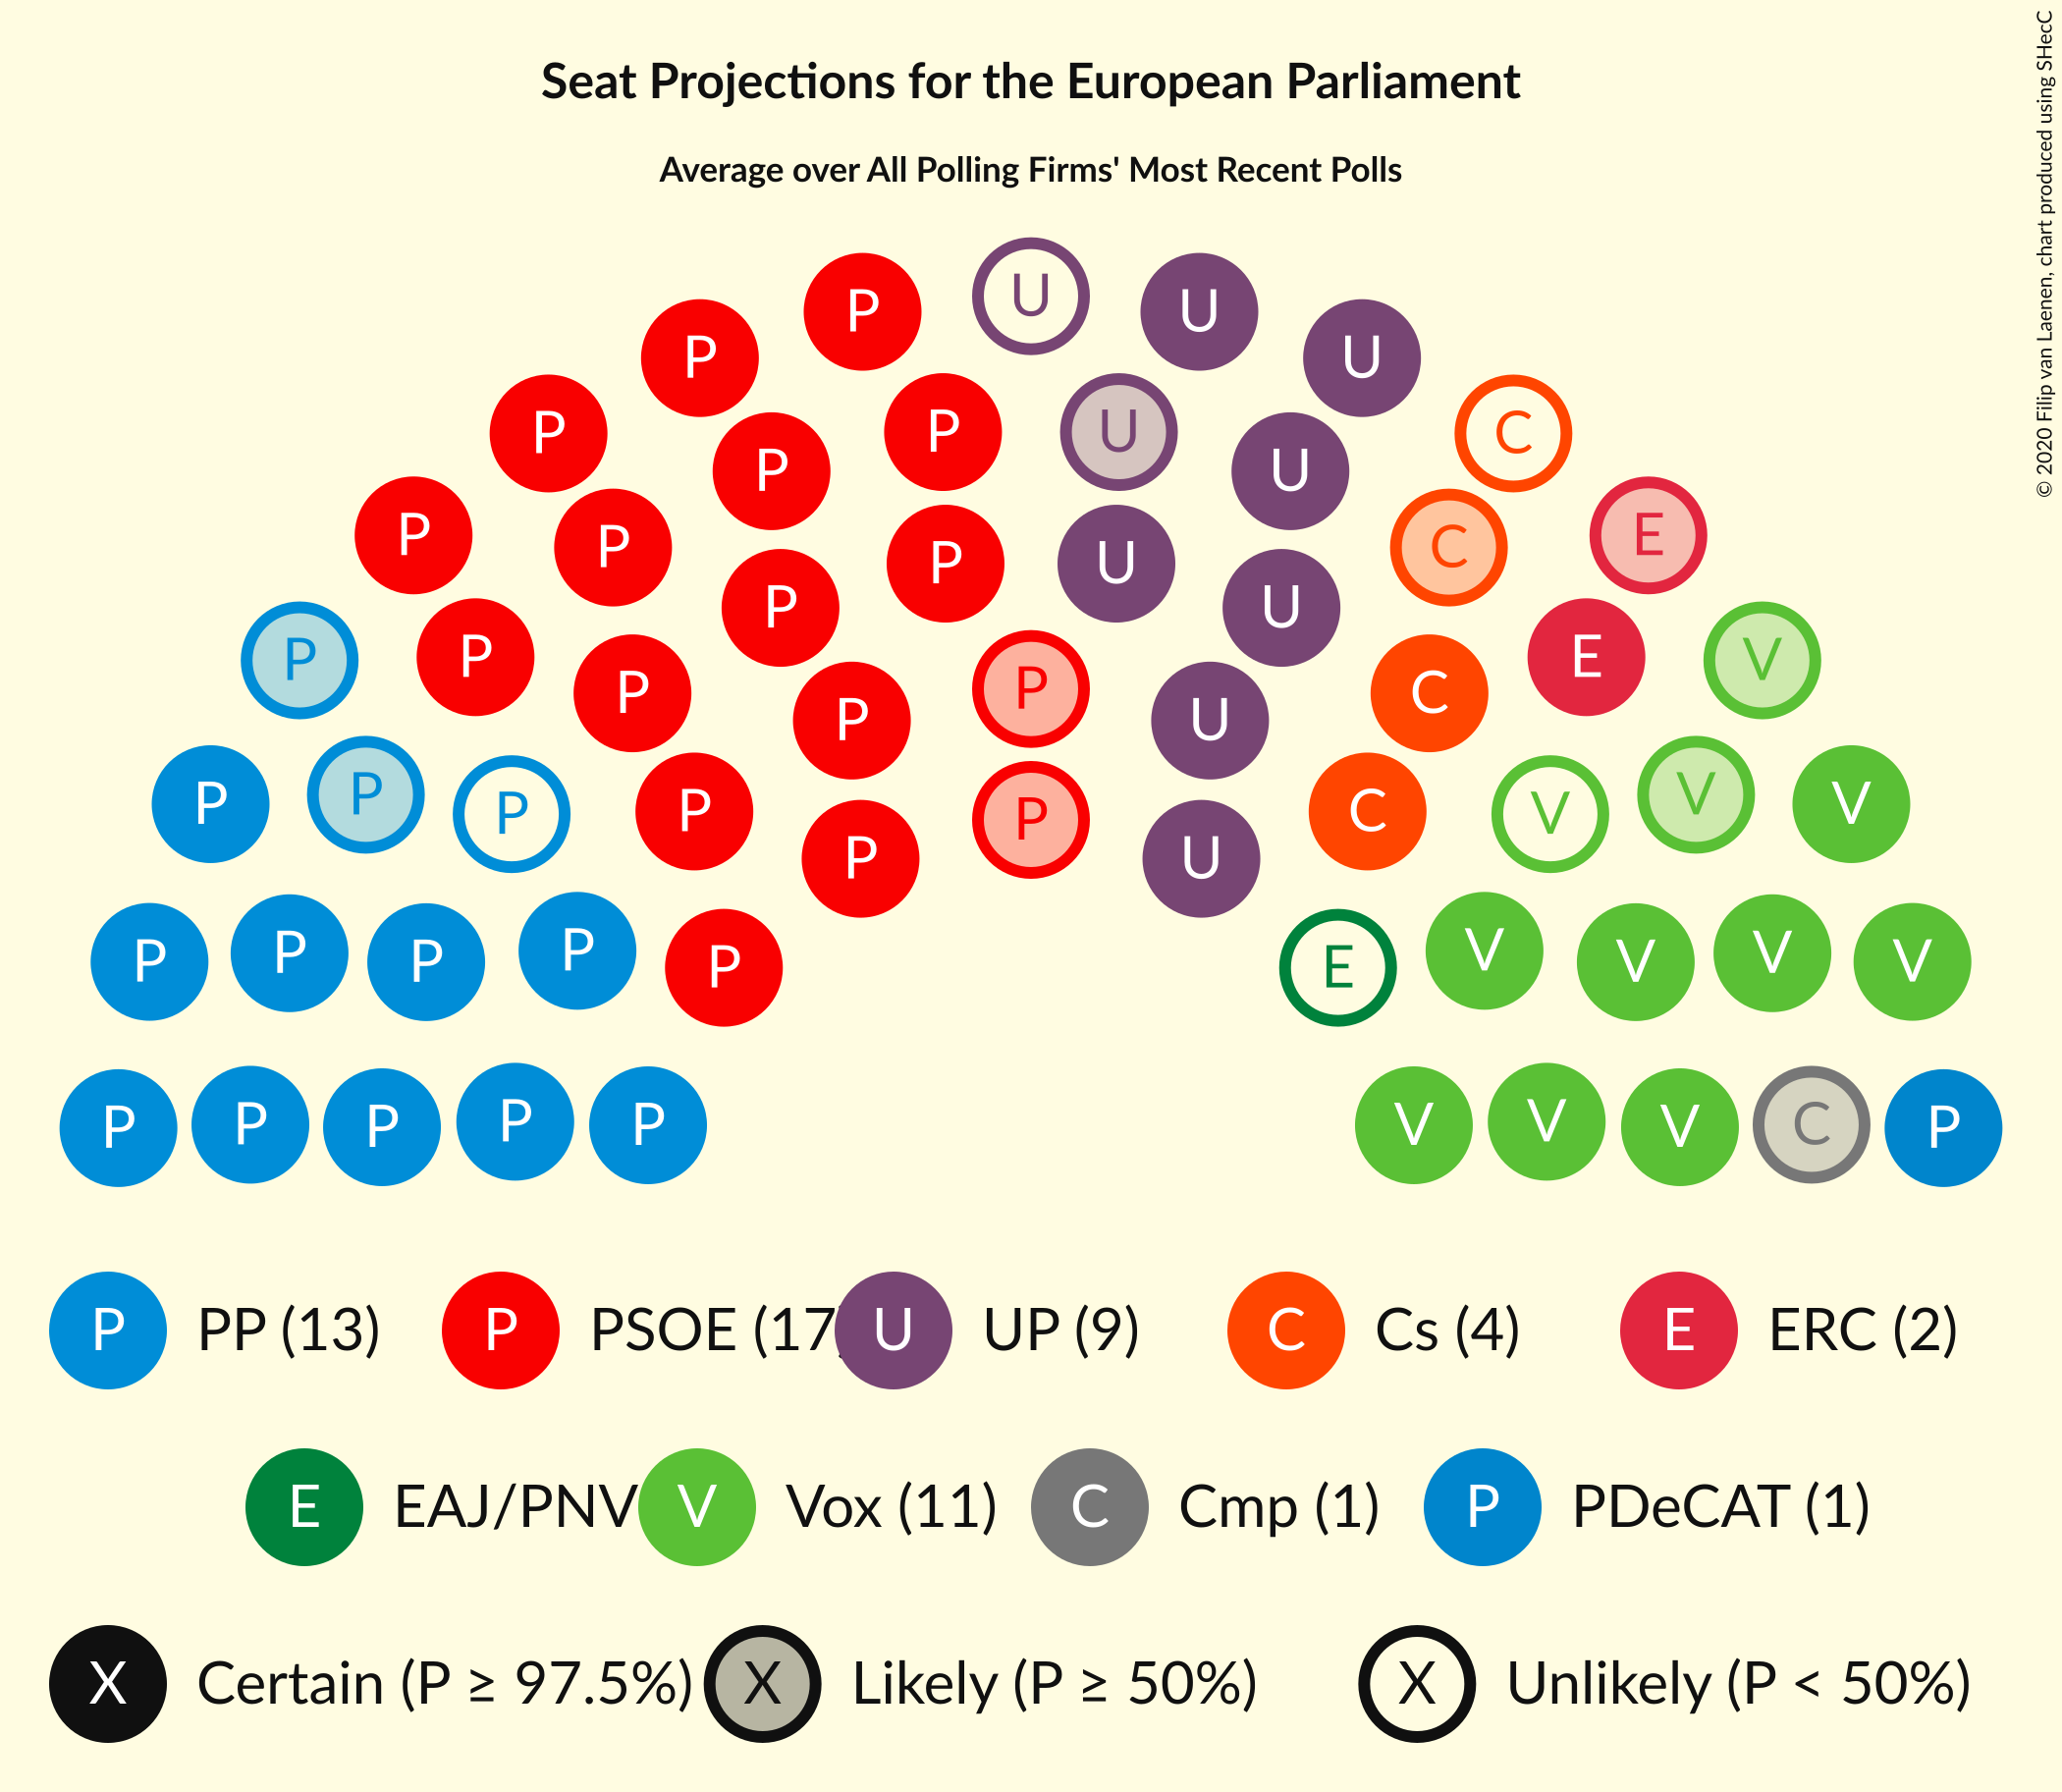 Seat Projections for the European Parliament
Average over All Polling Firms' Most Recent Polls
© 2020 Filip van Laenen, chart produced using SHecC
U
P U
P U
P U U
P C
P P
P C
P E
P P U
P U
P E
P V
P C
P P
P U
P V
P V
P C
P V
P P
P U
P P V
P V
P P V
P P E
P P P V V C P
P P V V
P PP (13) P PSOE (17 U UP (9) C Cs (4) E ERC (2)
E EAJ/PNV V Vox (11) C Cmp (1) P PDeCAT (1)
X Certain (P ≥ 97.5%) X Likely (P ≥ 50%) X Unlikely (P < 50%)